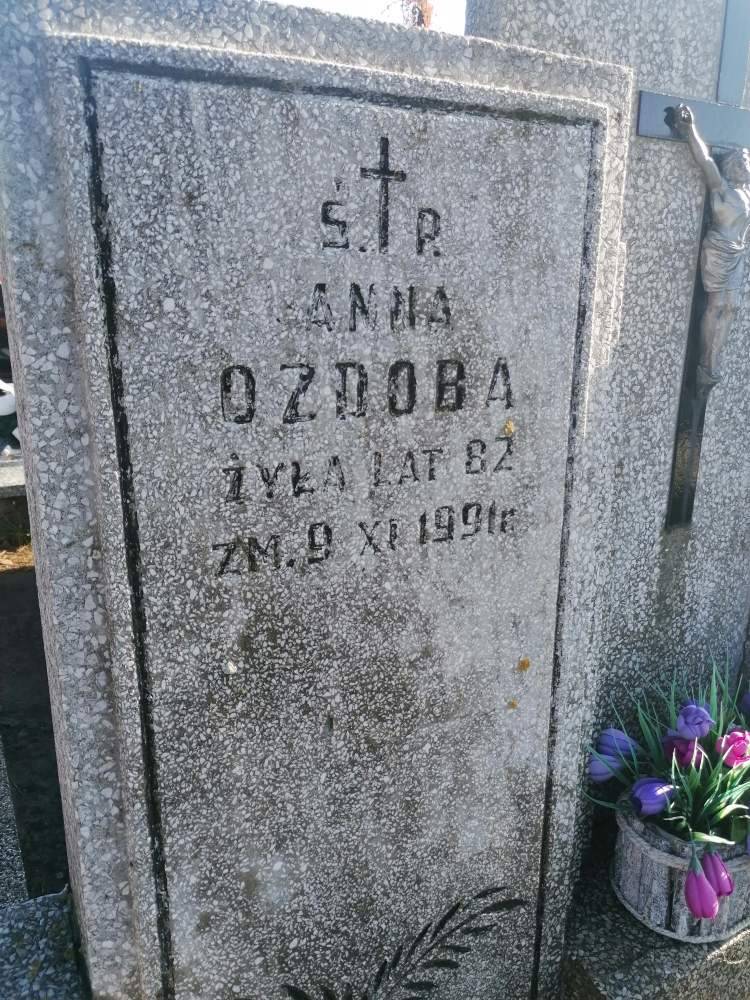 Ś.†P.
ANNA
OZDOBA
ŻYŁA LAT 82
ZM. 9 XI 1991r.